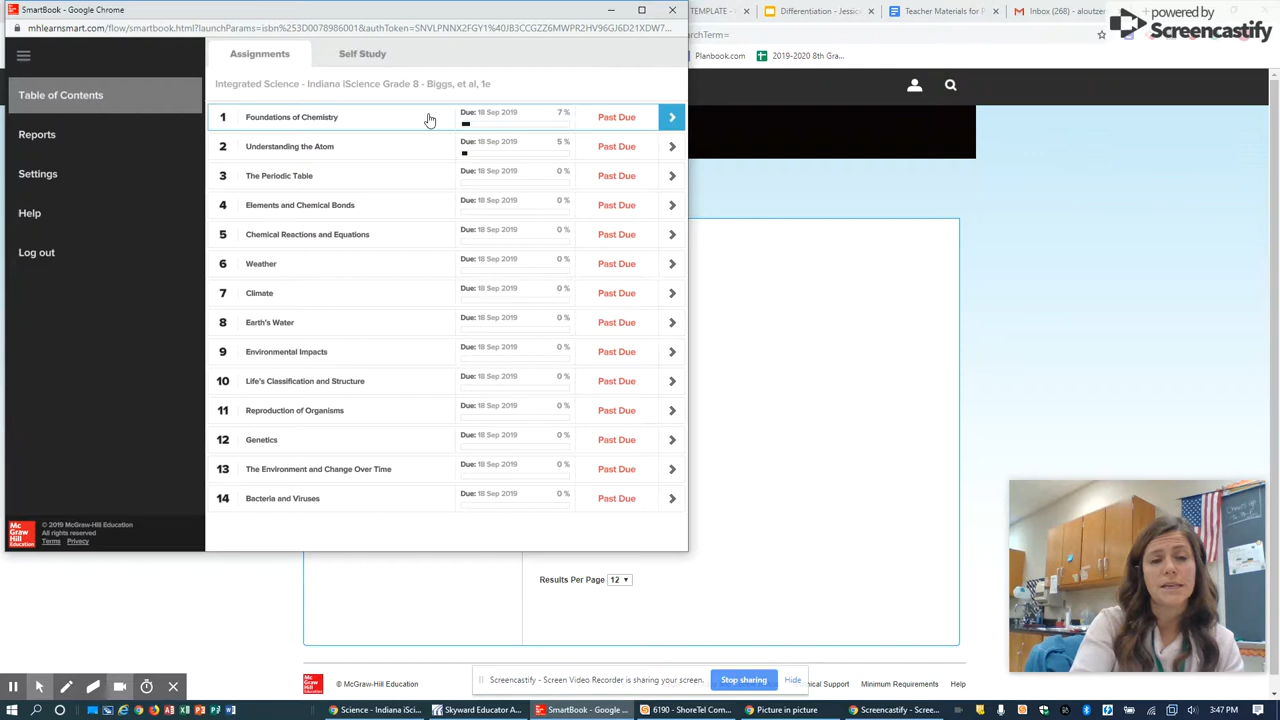 SmartBook - Google Chrome
TEMPLATE -
Differentiation - Jessic
Teacher Materials for P
Inbox (268) - alouter
powered by
Screencastify
mhlearnsmart.com/flow/smartbook.html?launchParams=isbn%253D0078986001&authToken=SNVLPNNX2FGY1%40JB3CCGZZ6MW96GJ6D21XDW7...
archTerm=
Planbook.com
2019-2020 8th Gra...
Assignments
Self Study
Integrated Science - Indiana iScience Grade 8 - Biggs, et al, 1e
Table of Contents
Reports
Settings
Help
Log out
1 Foundations of Chemistry Due: 18 Sep 2019 7 % Past Due
2 Understanding the Atom Due: 18 Sep 2019 5 % Past Due
3 The Periodic Table Due: 18 Sep 2019 0 % Past Due
4 Elements and Chemical Bonds Due: 18 Sep 2019 0 % Past Due
5 Chemical Reactions and Equations Due: 18 Sep 2019 0 % Past Due
6 Weather Due: 18 Sep 2019 0 % Past Due
7 Climate Due: 18 Sep 2019 0 % Past Due
8 Earth's Water Due: 18 Sep 2019 0 % Past Due
9 Environmental Impacts Due: 18 Sep 2019 0 % Past Due
10 Life's Classification and Structure Due: 18 Sep 2019 0 % Past Due
11 Reproduction of Organisms Due: 18 Sep 2019 0 % Past Due
12 Genetics Due: 18 Sep 2019 0 % Past Due
13 The Environment and Change Over Time Due: 18 Sep 2019 0 % Past Due
14 Bacteria and Viruses Due: 18 Sep 2019 0 % Past Due
Mc
Graw
Hill
Education
© 2019 McGraw-Hill Education
All rights reserved
Terms Privacy
Results Per Page 12
© McGraw-Hill Education
nical Support
Minimum Requirements
Help
Screencastify - Screen Video Recorder is sharing your screen.
Stop sharing
Hide
Science - Indiana iSci...
Skyward Educator A...
SmartBook - Google ...
6190 - ShoreTel Com...
Picture in picture
Screencastify - Scree...
3:47 PM